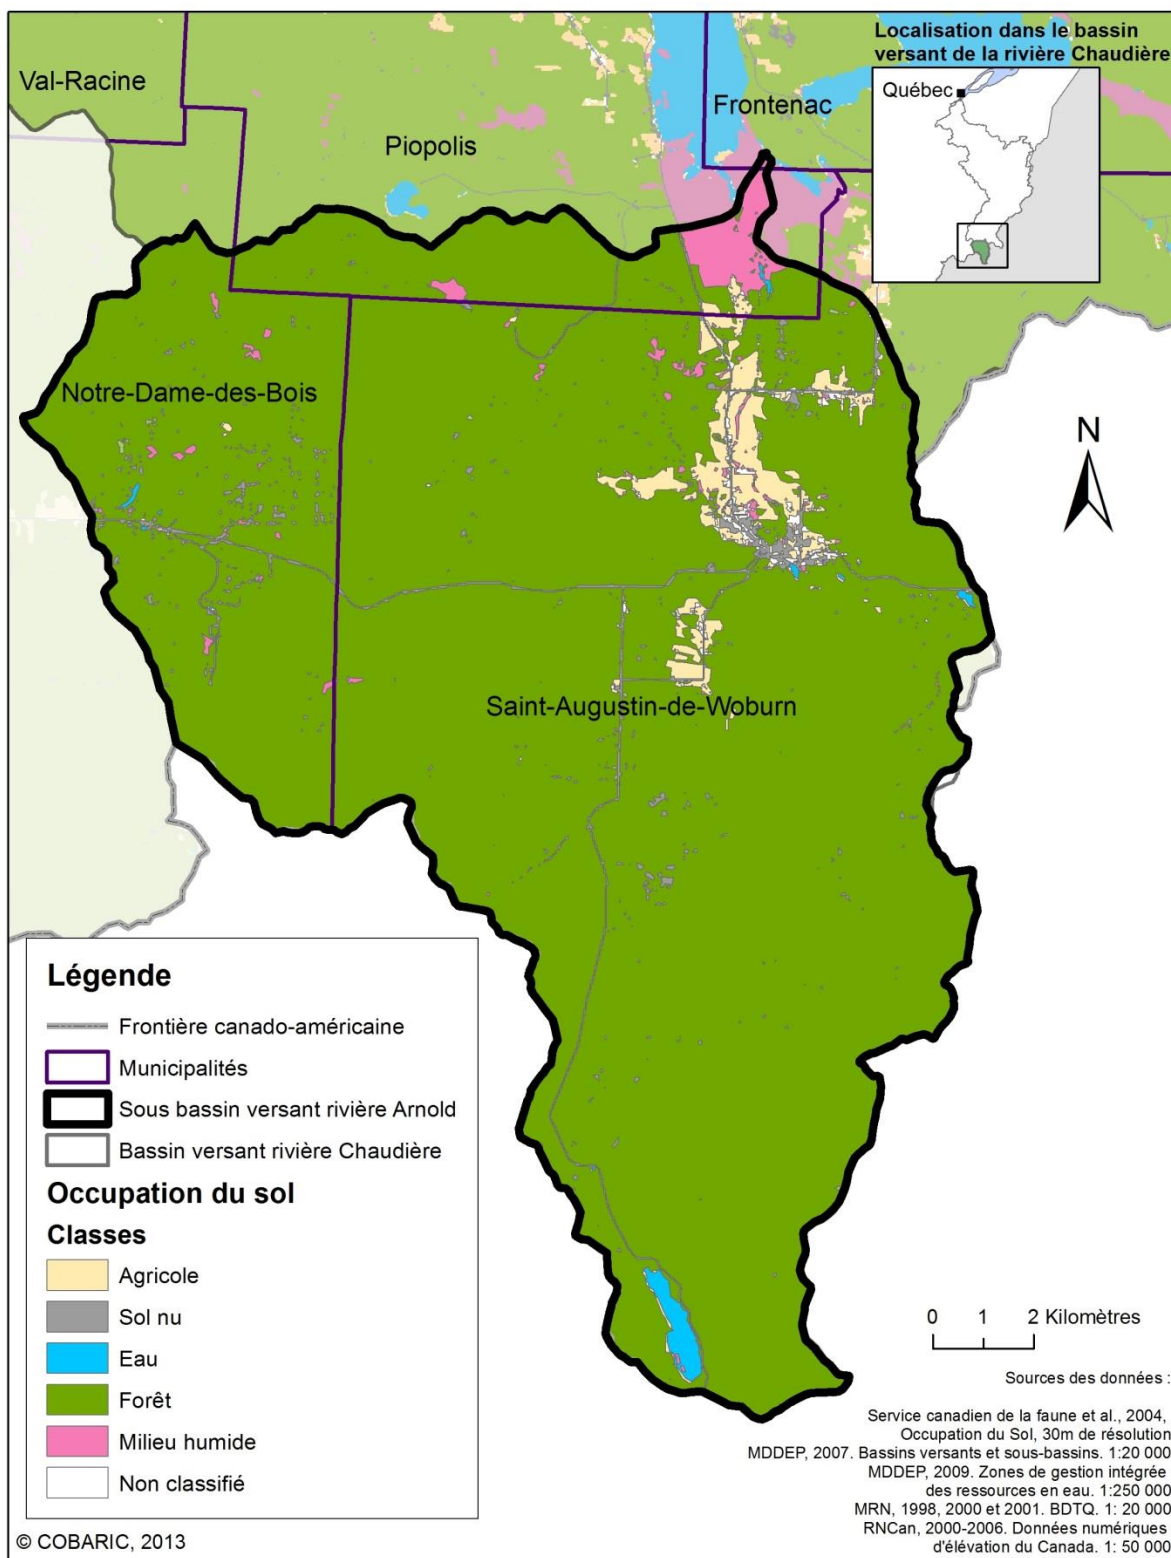 Localisation dans le bassin
versant de la rivière Chaudière
Québec
Val-Racine
Frontenac
Piopolis
Notre-Dame-des-Bois
N
Saint-Augustin-de-Woburn
Légende
Frontière canado-américaine
Municipalités
Sous bassin versant rivière Arnold
Bassin versant rivière Chaudière
Occupation du sol
Classes
Agricole
Sol nu
Eau
Forêt
Milieu humide
Non classifié
© COBARIC, 2013
0 1 2 Kilomètres
Sources des données :
Service canadien de la faune et al., 2004,
Occupation du Sol, 30m de résolution
MDDEP, 2007. Bassins versants et sous-bassins. 1:20 000
MDDEP, 2009. Zones de gestion intégrée
des ressources en eau. 1:250 000
MRN, 1998, 2000 et 2001. BDTQ. 1: 20 000
RNCan, 2000-2006. Données numériques
d'élévation du Canada. 1: 50 000